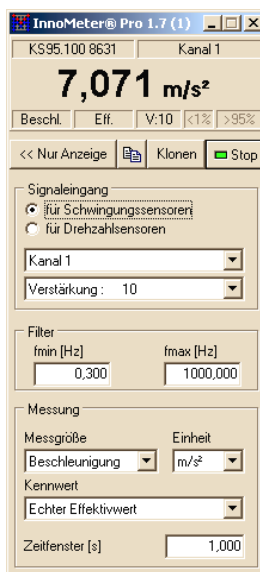 InnoMeter® Pro 1.7 (1)
KS95.100 8631 Kanal 1
7,071 m/s²
Beschl. Eff. V:10 <1% >95%
<< Nur Anzeige Klonen Stop
Signaleingang
für Schwingungssensoren
für Drehzahlsensoren
Kanal 1
Verstärkung : 10
Filter
fmin [Hz] fmax [Hz]
0,300 1000,000
Messung
Messgröße Einheit
Beschleunigung m/s²
Kennwert
Echter Effektivwert
Zeitfenster [s] 1,000